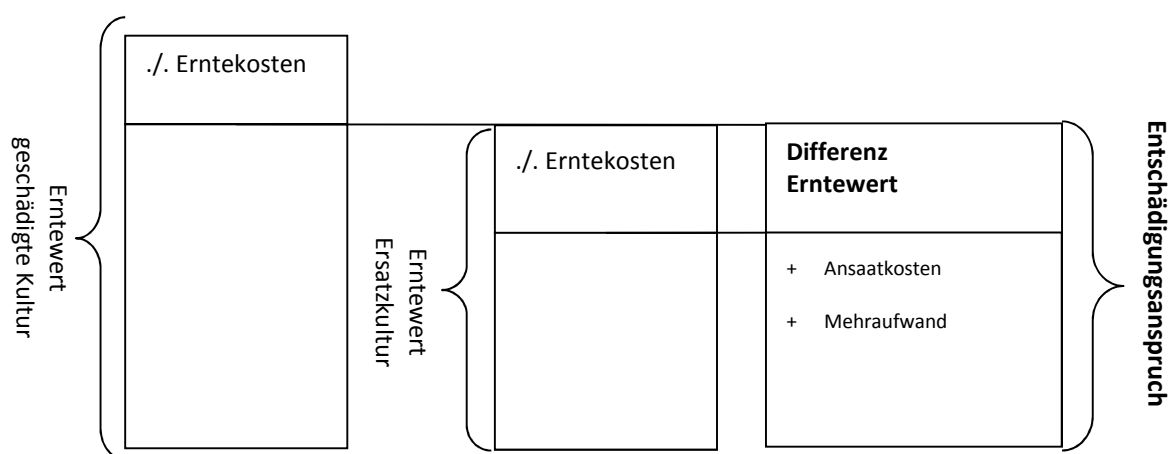 Erntewert
geschädigte Kultur
./. Erntekosten
Erntewert
Ersatzkultur
./. Erntekosten
Differenz
Erntewert
+ Ansaatkosten
+ Mehraufwand
Entschädigungsanspruch